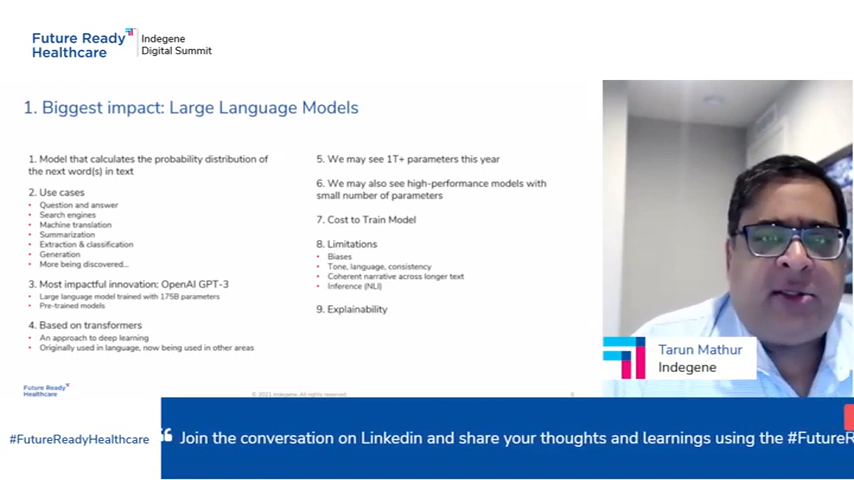 Future Ready
Healthcare
Indegene
Digital Summit
1. Biggest impact: Large Language Models
1. Model that calculates the probability distribution of
the next word(s) in text
2. Use cases
• Question and answer
• Search engines
• Machine translation
• Summarization
• Extraction & classification
• Generation
• More being discovered...
3. Most impactful innovation: OpenAI GPT-3
• Large language model trained with 175B parameters
• Pre-trained models
4. Based on transformers
• An approach to deep learning
• Originally used in language, now being used in other areas
5. We may see 1T+ parameters this year
6. We may also see high-performance models with
small number of parameters
7. Cost to Train Model
8. Limitations
• Biases
• Tone, language, consistency
• Coherent narrative across longer text
• Inference (NLI)
9. Explainability
Future Ready
Healthcare
© 2021 Indegene. All rights reserved
Tarun Mathur
Indegene
#FutureReadyHealthcare
“ Join the conversation on Linkedin and share your thoughts and learnings using the #FutureR